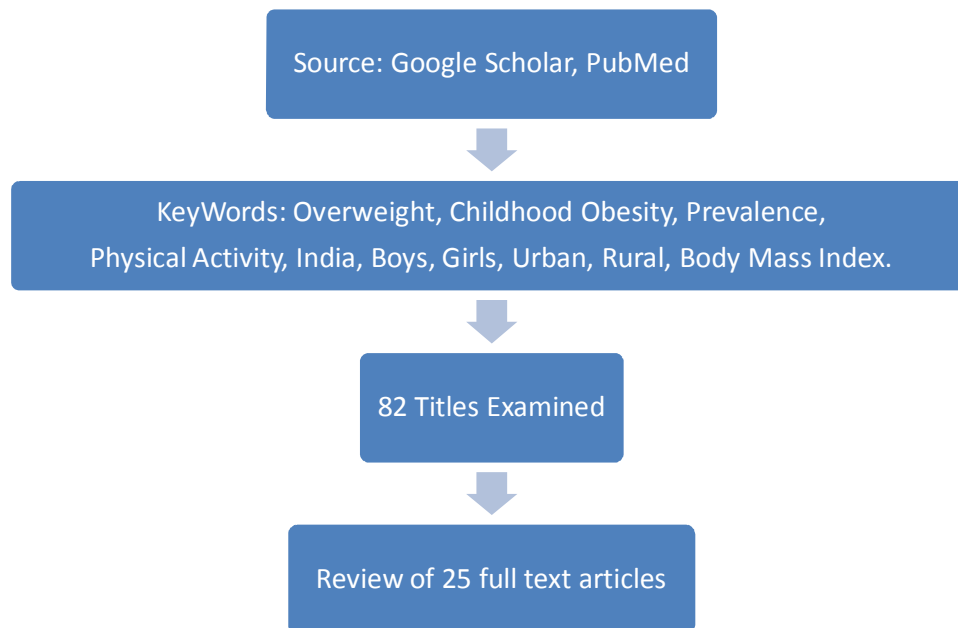 Source: Google Scholar, PubMed
KeyWords: Overweight, Childhood Obesity, Prevalence,
Physical Activity, India, Boys, Girls, Urban, Rural, Body Mass Index.
82 Titles Examined
Review of 25 full text articles